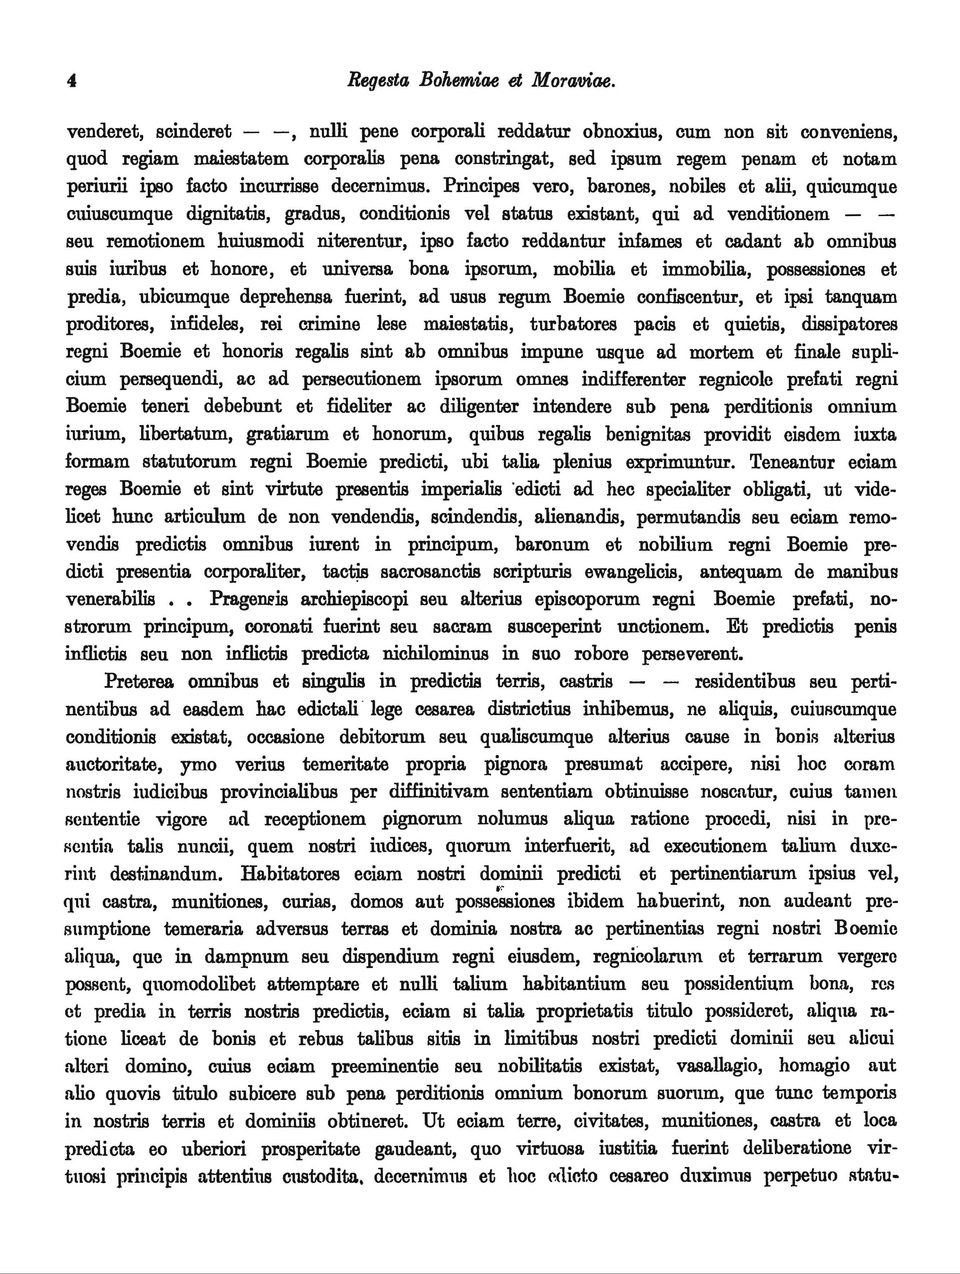 4 Regesta Bohemiae et Moraviae.
venderet, scinderet — —, nulli pene corporali reddatur obnoxius, cum non sit conveniens,
quod regiam maiestatem corporalis pena constringat, sed ipsum regem penam et notam
periurii ipso facto incurrisse decernimus. Principes vero, barones, nobiles et alii, quicumque
cuiuscumque dignitatis, gradus, conditionis vel status existant, qui ad venditionem — —
seu remotionem huiusmodi niterentur, ipso facto reddantur infames et cadant ab omnibus
suis iuribus et honore, et universa bona ipsorum, mobilia et immobilia, possessiones et
predia, ubicumque deprehensa fuerint, ad usus regum Boemie confiscentur, et ipsi tanquam
proditores, infideles, rei crimine lese maiestatis, turbatores pacis et quietis, dissipatores
regni Boemie et honoris regalis sint ab omnibus impune usque ad mortem et finale supli-
cium persequendi, ac ad persecutionem ipsorum omnes indifferenter regnicole prefati regni
Boemie teneri debebunt et fideliter ac diligenter intendere sub pena perditionis omnium
iurium, libertatum, gratiarum et honorum, quibus regalis benignitas providit eisdem iuxta
formam statutorum regni Boemie predicti, ubi talia plenius exprimuntur. Teneantur eciam
reges Boemie et sint virtute presentis imperialis edicti ad hec specialiter obligati, ut vide-
licet hunc articulum de non vendendis, scindendis, alienandis, permutandis seu eciam remo-
vendis predictis omnibus iurent in principum, baronum et nobilium regni Boemie pre-
dicti presentia corporaliter, tactis sacrosanctis scripturis ewangelicis, antequam de manibus
venerabilis . . Pragensis archiepiscopi seu alterius episcoporum regni Boemie prefati, no-
strorum principum, coronati fuerint seu sacram susceperint unctionem. Et predictis penis
inflictis seu non inflictis predicta nichilominus in suo robore perseverent.
Preterea omnibus et singulis in predictis terris, castris — — residentibus seu perti-
nentibus ad easdem hac edictali lege cesarea districtius inhibemus, ne aliquis, cuiuscumque
conditionis existat, occasione debitorum seu qualiscumque alterius cause in bonis alterius
auctoritate, ymo verius temeritate propria pignora presumat accipere, nisi hoc coram
nostris iudicibus provincialibus per diffinitivam sententiam obtinuisse noscatur, cuius tamen
sententie vigore ad receptionem pignorum nolumus aliqua ratione procedi, nisi in pre-
sentia talis nuncii, quem nostri iudices, quorum interfuerit, ad executionem talium duxe-
rint destinandum. Habitatores eciam nostri dominii predicti et pertinentiarum ipsius vel,
qui castra, munitiones, curias, domos aut possessiones ibidem habuerint, non audeant pre-
sumptione temeraria adversus terras et dominia nostra ac pertinentias regni nostri Boemie
aliqua, que in dampnum seu dispendium regni eiusdem, regnicolarum et terrarum vergere
possent, quomodolibet attemptare et nulli talium habitantium seu possidentium bona, res
et predia in terris nostris predictis, eciam si talia proprietatis titulo possideret, aliqua ra-
tione liceat de bonis et rebus talibus sitis in limitibus nostri predicti dominii seu alicui
alteri domino, cuius eciam preeminentie seu nobilitatis existat, vasallagio, homagio aut
alio quovis titulo subicere sub pena perditionis omnium bonorum suorum, que tunc temporis
in nostris terris et dominiis obtineret. Ut eciam terre, civitates, munitiones, castra et loca
predicta eo uberiori prosperitate gaudeant, quo virtuosa iustitia fuerint deliberatione vir-
tuosi principis attentius custodita, decernimus et hoc edicto cesareo duximus perpetuo statu-